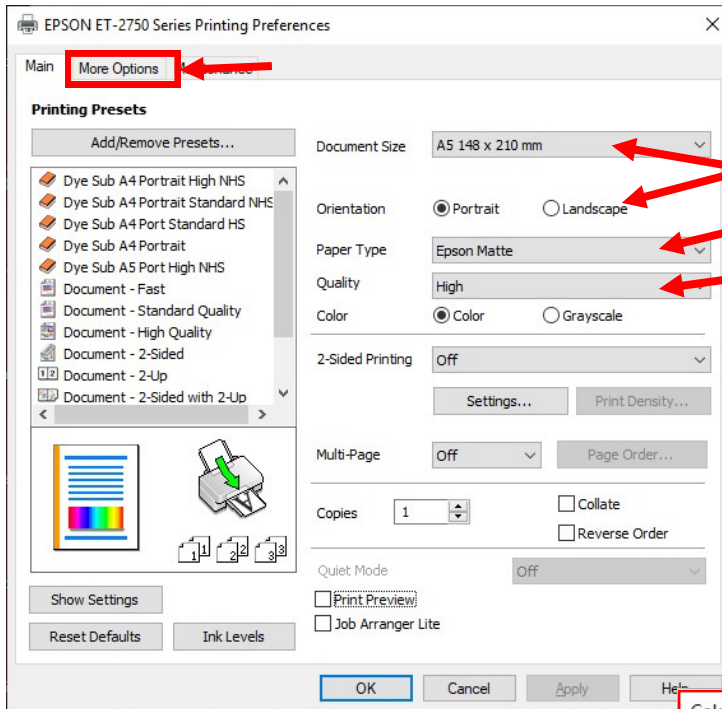 EPSON ET-2750 Series Printing Preferences
Main
More Options
Printing Presets
Add/Remove Presets...
Dye Sub A4 Portrait High NHS
Dye Sub A4 Portrait Standard NHS
Dye Sub A4 Port Standard HS
Dye Sub A4 Portrait
Dye Sub A5 Port High NHS
Document - Fast
Document - Standard Quality
Document - High Quality
Document - 2-Sided
Document - 2-Up
Document - 2-Sided with 2-Up
Document Size A5 148 x 210 mm
Orientation Portrait Landscape
Paper Type Epson Matte
Quality High
Color Color Grayscale
2-Sided Printing Off
Settings... Print Density...
Multi-Page Off Page Order...
Copies 1 Collate
Reverse Order
Quiet Mode Off
Print Preview
Job Arranger Lite
1 1 2 2 3 3
Show Settings
Reset Defaults Ink Levels
OK Cancel Apply